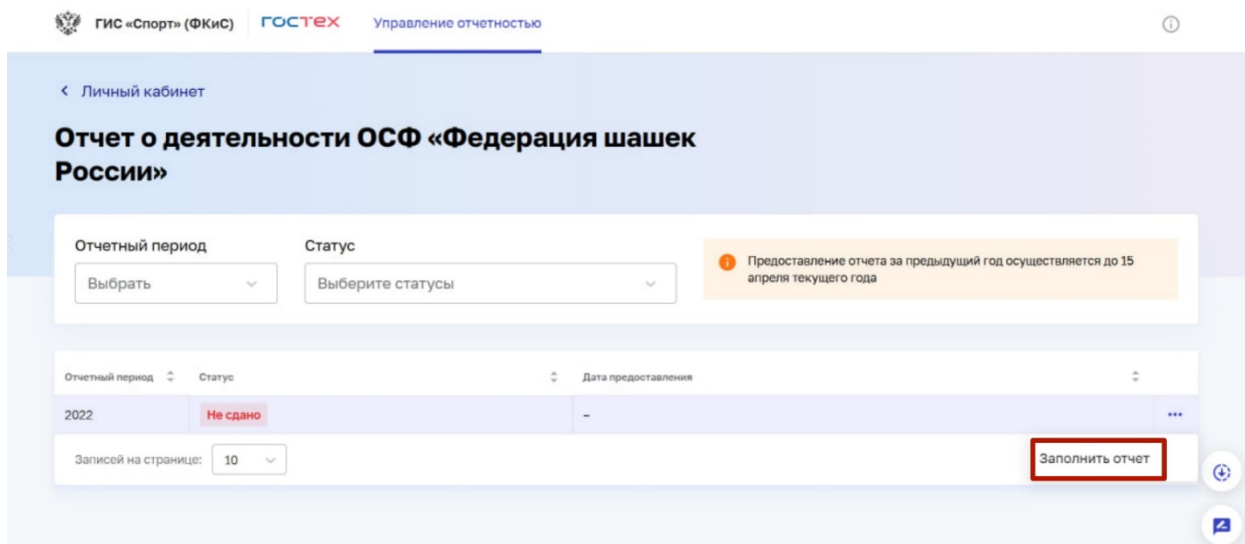 ГИС «Спорт» (ФКиС) ГОСТЕХ Управление отчетностью
Личный кабинет
Отчет о деятельности ОСФ «Федерация шашек
России»
Отчетный период Статус
Выбрать Выберите статусы
Предоставление отчета за предыдущий год осуществляется до 15
апреля текущего года
Отчетный период Статус Дата предоставления
2022 Не сдано –
Записей на странице: 10 Заполнить отчет